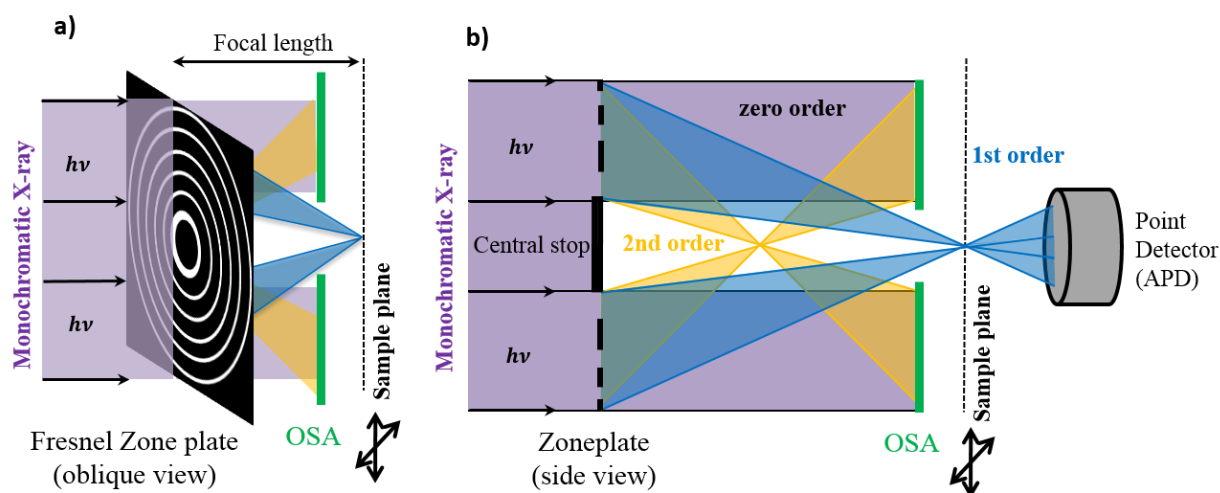 a)
Focal length
Monochromatic X-ray
hν
hν
Sample plane
OSA
Fresnel Zone plate
(oblique view)
b)
Monochromatic X-ray
hν
zero order
1st order
Central stop
2nd order
hν
Point
Detector
(APD)
Sample plane
OSA
Zoneplate
(side view)